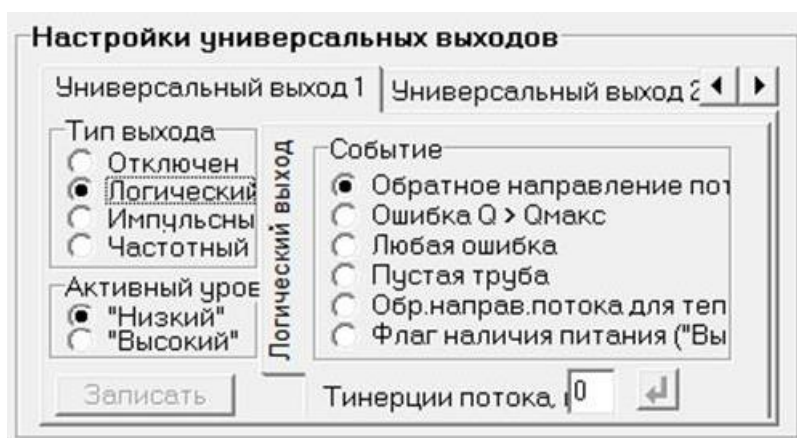 Настройки универсальных выходов
Универсальный выход 1
Универсальный выход 2
Тип выхода
Отключен
Логический
Импульсны
Частотный
Активный уров
"Низкий"
"Высокий"
Записать
Логический выход
Событие
Обратное направление пот
Ошибка Q > Qмакс
Любая ошибка
Пустая труба
Обр.направ.потока для теп
Флаг наличия питания ("Вы
Tинерции потока,
0